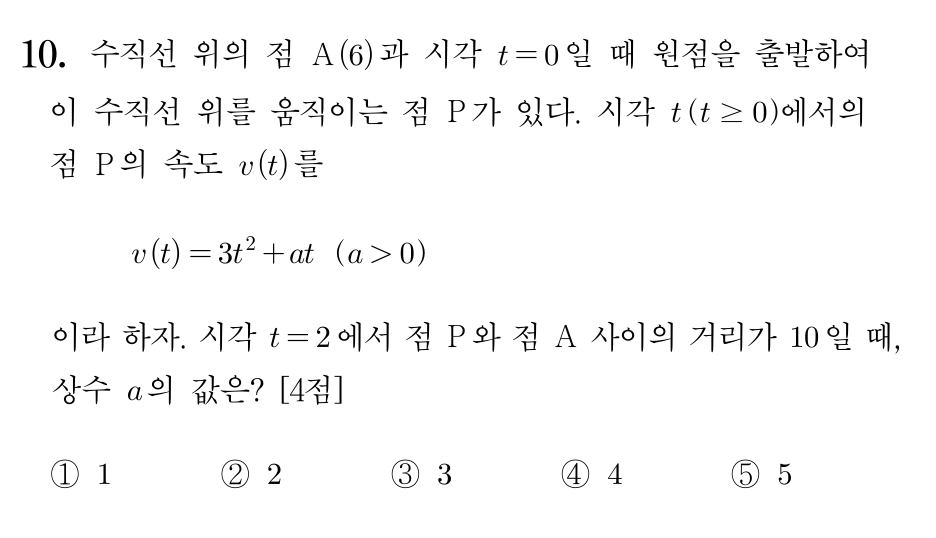 10. 수직선 위의 점 A(6)과 시각 t=0일 때 원점을 출발하여
이 수직선 위를 움직이는 점 P가 있다. 시각 t(t≥0)에서의
점 P의 속도 v(t)를
v(t)=3t²+at (a>0)
이라 하자. 시각 t=2에서 점 P와 점 A 사이의 거리가 10일 때,
상수 a의 값은? [4점]
① 1 ② 2 ③ 3 ④ 4 ⑤ 5